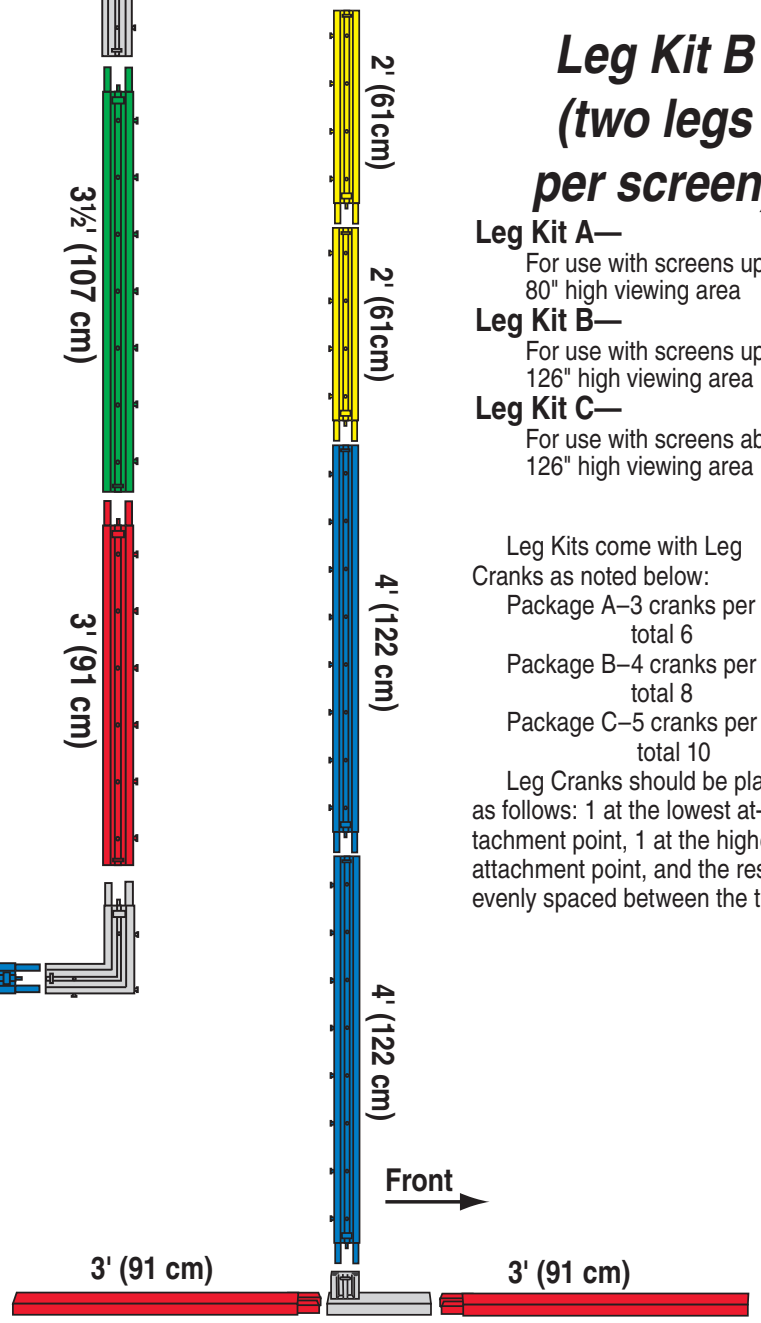 2' (61cm)
2' (61cm)
4' (122 cm)
4' (122 cm)
3½' (107 cm)
3' (91 cm)
Front
3' (91 cm)
3' (91 cm)
Leg Kit B
(two legs
per screen
Leg Kit A—
For use with screens up
80" high viewing area
Leg Kit B—
For use with screens up
126" high viewing area
Leg Kit C—
For use with screens ab
126" high viewing area
Leg Kits come with Leg
Cranks as noted below:
Package A–3 cranks per
total 6
Package B–4 cranks per
total 8
Package C–5 cranks per
total 10
Leg Cranks should be pla
as follows: 1 at the lowest at-
tachment point, 1 at the highe
attachment point, and the res
evenly spaced between the t